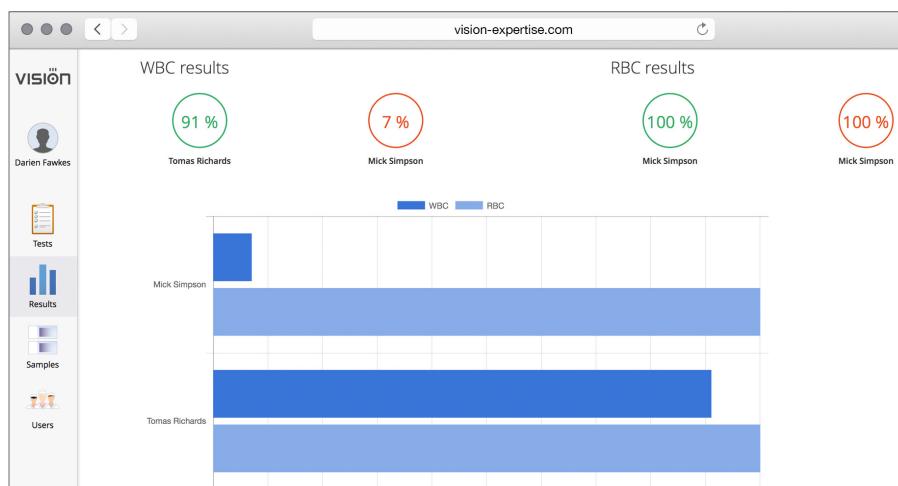 vision-expertise.com
VISION
Darien Fawkes
Tests
Results
Samples
Users
WBC results
RBC results
91 %
7 %
100 %
100 %
Tomas Richards
Mick Simpson
Mick Simpson
Mick Simpson
WBC
RBC
Mick Simpson
Tomas Richards